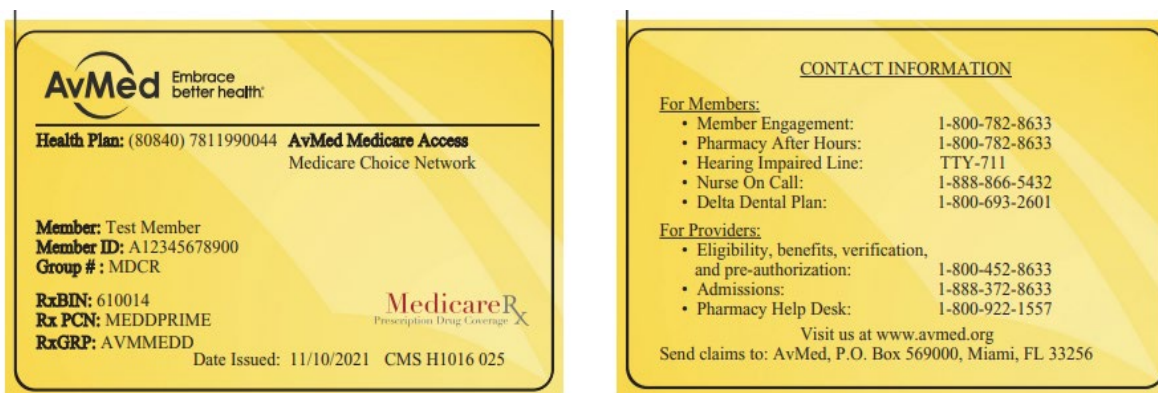 AvMed Embrace
better health®
Health Plan: (80840) 7811990044 AvMed Medicare Access
Medicare Choice Network
Member: Test Member
Member ID: A12345678900
Group # : MDCR
RxBIN: 610014
Rx PCN: MEDDPRIME
RxGRP: AVMMEDD
MedicareRx
Prescription Drug Coverage
Date Issued: 11/10/2021 CMS H1016 025
CONTACT INFORMATION
For Members:
• Member Engagement: 1-800-782-8633
• Pharmacy After Hours: 1-800-782-8633
• Hearing Impaired Line: TTY-711
• Nurse On Call: 1-888-866-5432
• Delta Dental Plan: 1-800-693-2601
For Providers:
• Eligibility, benefits, verification,
and pre-authorization: 1-800-452-8633
• Admissions: 1-888-372-8633
• Pharmacy Help Desk: 1-800-922-1557
Visit us at www.avmed.org
Send claims to: AvMed, P.O. Box 569000, Miami, FL 33256